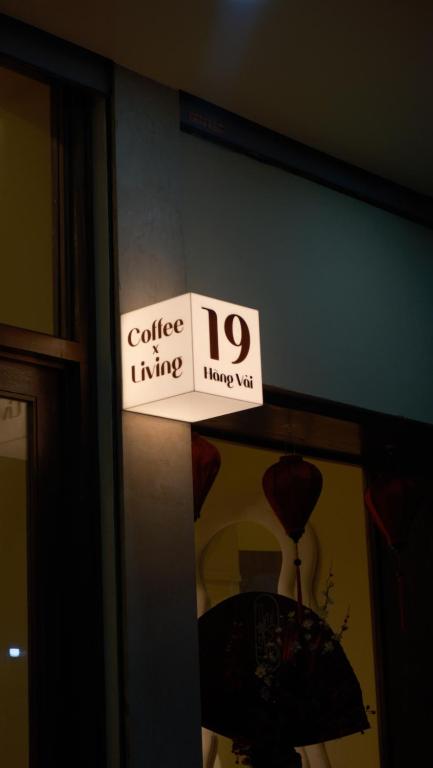 Coffee
x
Living
19
Hàng Vải